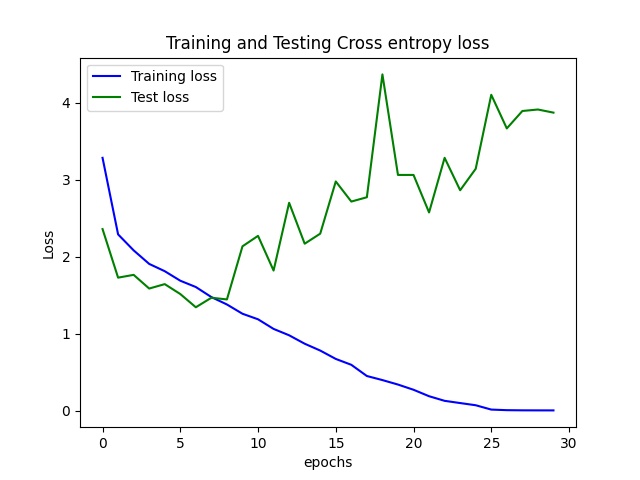 Training and Testing Cross entropy loss
Training loss
Test loss
4
3
2
1
0
Loss
0 5 10 15 20 25 30
epochs